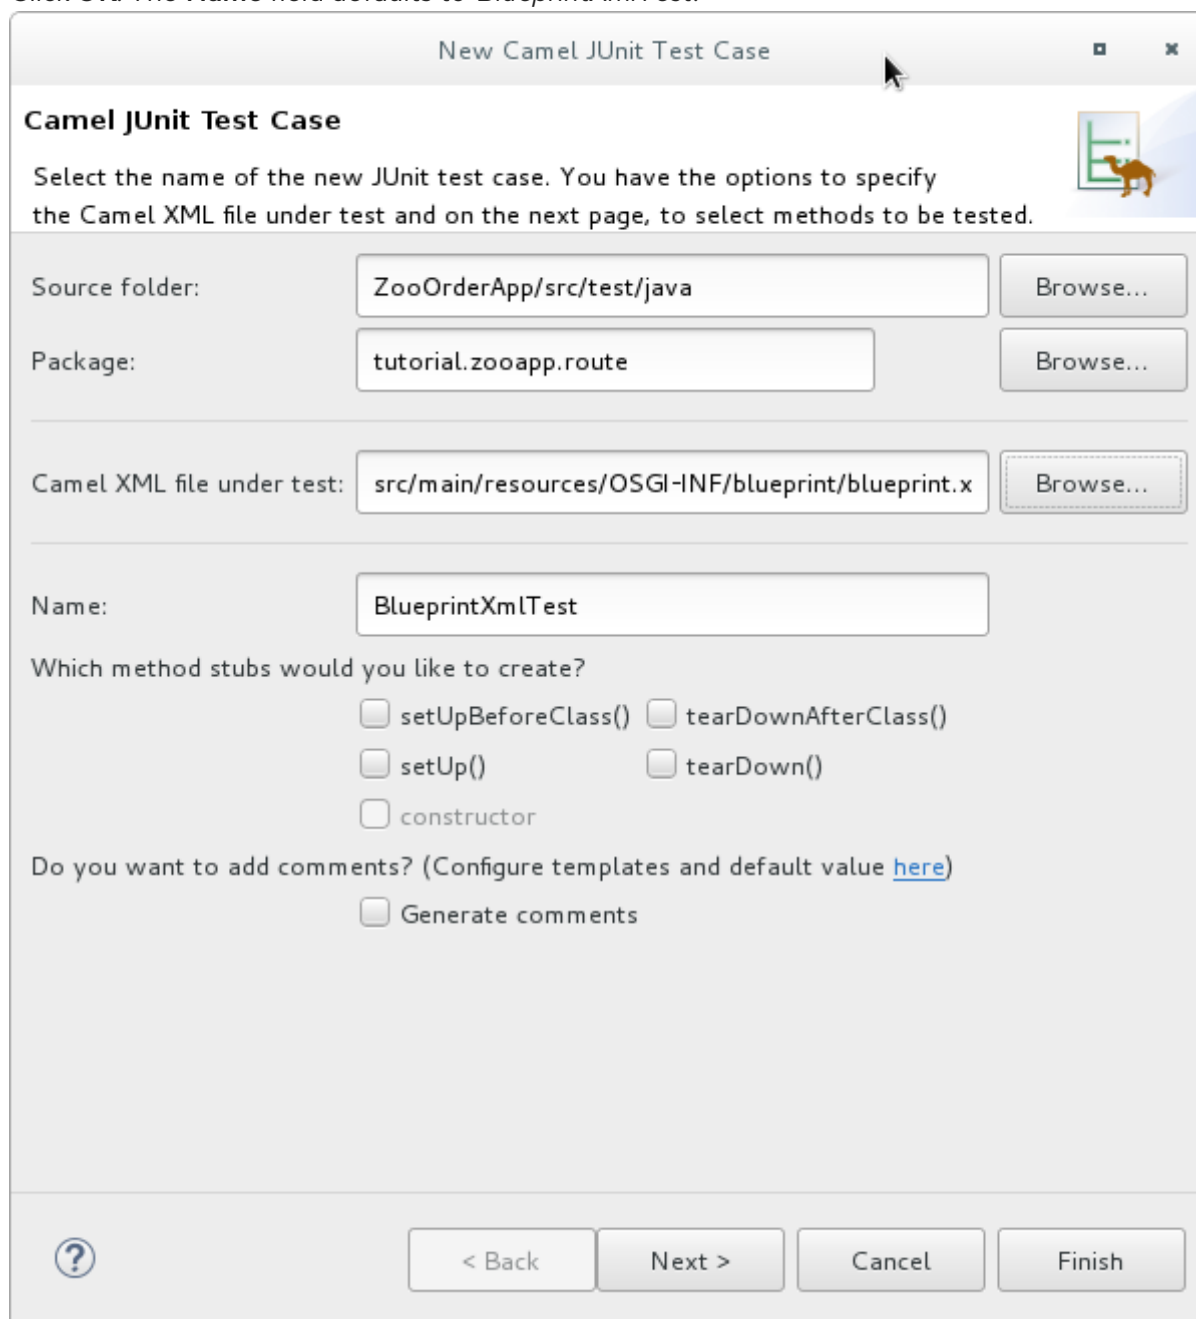 New Camel JUnit Test Case
Camel JUnit Test Case
Select the name of the new JUnit test case. You have the options to specify
the Camel XML file under test and on the next page, to select methods to be tested.
Source folder: ZooOrderApp/src/test/java Browse...
Package: tutorial.zooapp.route Browse...
Camel XML file under test: src/main/resources/OSGI-INF/blueprint/blueprint.x Browse...
Name: BlueprintXmlTest
Which method stubs would you like to create?
setUpBeforeClass() tearDownAfterClass()
setUp() tearDown()
constructor
Do you want to add comments? (Configure templates and default value here)
Generate comments
? < Back Next > Cancel Finish